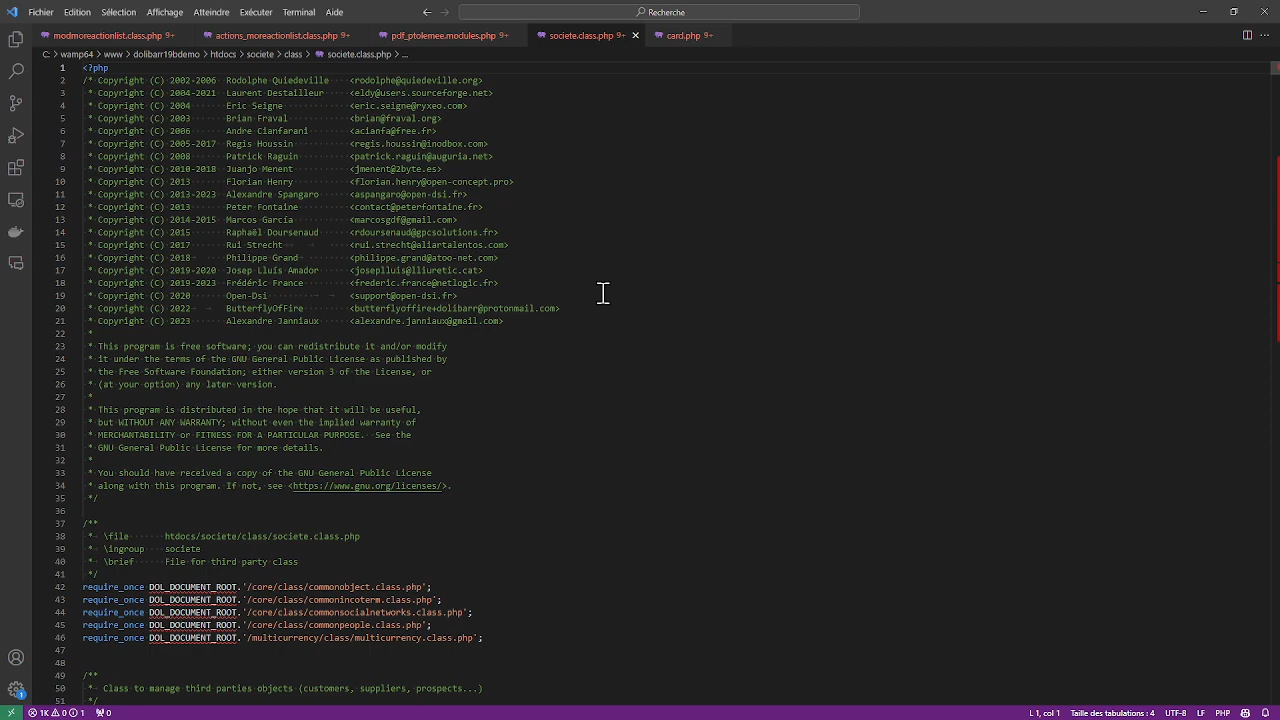 Fichier Edition Sélection Affichage Atteindre Exécuter Terminal Aide Recherche
modmoreactionlist.class.php 9+ actions_moreactionlist.class.php 9+ pdf_ptolemee.modules.php 9+ societe.class.php 9+ card.php 9+
C: > wamp64 > www > dolibarr19bdemo > htdocs > societe > class > societe.class.php > ...
1 <?php
2 /* Copyright (C) 2002-2006 Rodolphe Quiedeville <rodolphe@quiedeville.org>
3 * Copyright (C) 2004-2021 Laurent Destailleur <eldy@users.sourceforge.net>
4 * Copyright (C) 2004 Eric Seigne <eric.seigne@ryxeo.com>
5 * Copyright (C) 2003 Brian Fraval <brian@fraval.org>
6 * Copyright (C) 2006 Andre Cianfarani <acianfa@free.fr>
7 * Copyright (C) 2005-2017 Regis Houssin <regis.houssin@inodbox.com>
8 * Copyright (C) 2008 Patrick Raguin <patrick.raguin@auguria.net>
9 * Copyright (C) 2010-2018 Juanjo Menent <jmenent@2byte.es>
10 * Copyright (C) 2013 Florian Henry <florian.henry@open-concept.pro>
11 * Copyright (C) 2013-2023 Alexandre Spangaro <aspangaro@open-dsi.fr>
12 * Copyright (C) 2013 Peter Fontaine <contact@peterfontaine.fr>
13 * Copyright (C) 2014-2015 Marcos García <marcosgdf@gmail.com>
14 * Copyright (C) 2015 Raphaël Doursenaud <rdoursenaud@gpcsolutions.fr>
15 * Copyright (C) 2017 Rui Strecht <rui.strecht@aliartalentos.com>
16 * Copyright (C) 2018 Philippe Grand <philippe.grand@atoo-net.com>
17 * Copyright (C) 2019-2020 Josep Lluís Amador <joseplluis@lliuretic.cat>
18 * Copyright (C) 2019-2023 Frédéric France <frederic.france@netlogic.fr>
19 * Copyright (C) 2020 Open-Dsi <support@open-dsi.fr>
20 * Copyright (C) 2022 ButterflyOfFire <butterflyoffire+dolibarr@protonmail.com>
21 * Copyright (C) 2023 Alexandre Janniaux <alexandre.janniaux@gmail.com>
22 *
23 * This program is free software; you can redistribute it and/or modify
24 * it under the terms of the GNU General Public License as published by
25 * the Free Software Foundation; either version 3 of the License, or
26 * (at your option) any later version.
27 *
28 * This program is distributed in the hope that it will be useful,
29 * but WITHOUT ANY WARRANTY; without even the implied warranty of
30 * MERCHANTABILITY or FITNESS FOR A PARTICULAR PURPOSE. See the
31 * GNU General Public License for more details.
32 *
33 * You should have received a copy of the GNU General Public License
34 * along with this program. If not, see <https://www.gnu.org/licenses/>.
35 */
36
37 /**
38 * \file htdocs/societe/class/societe.class.php
39 * \ingroup societe
40 * \brief File for third party class
41 */
42 require_once DOL_DOCUMENT_ROOT.'/core/class/commonobject.class.php';
43 require_once DOL_DOCUMENT_ROOT.'/core/class/commonincoterm.class.php';
44 require_once DOL_DOCUMENT_ROOT.'/core/class/commonsocialnetworks.class.php';
45 require_once DOL_DOCUMENT_ROOT.'/core/class/commonpeople.class.php';
46 require_once DOL_DOCUMENT_ROOT.'/multicurrency/class/multicurrency.class.php';
47
48
49 /**
50 * Class to manage third parties objects (customers, suppliers, prospects...)
51 */
1
1K 0 1 0 L 1, col 1 Taille des tabulations : 4 UTF-8 LF PHP